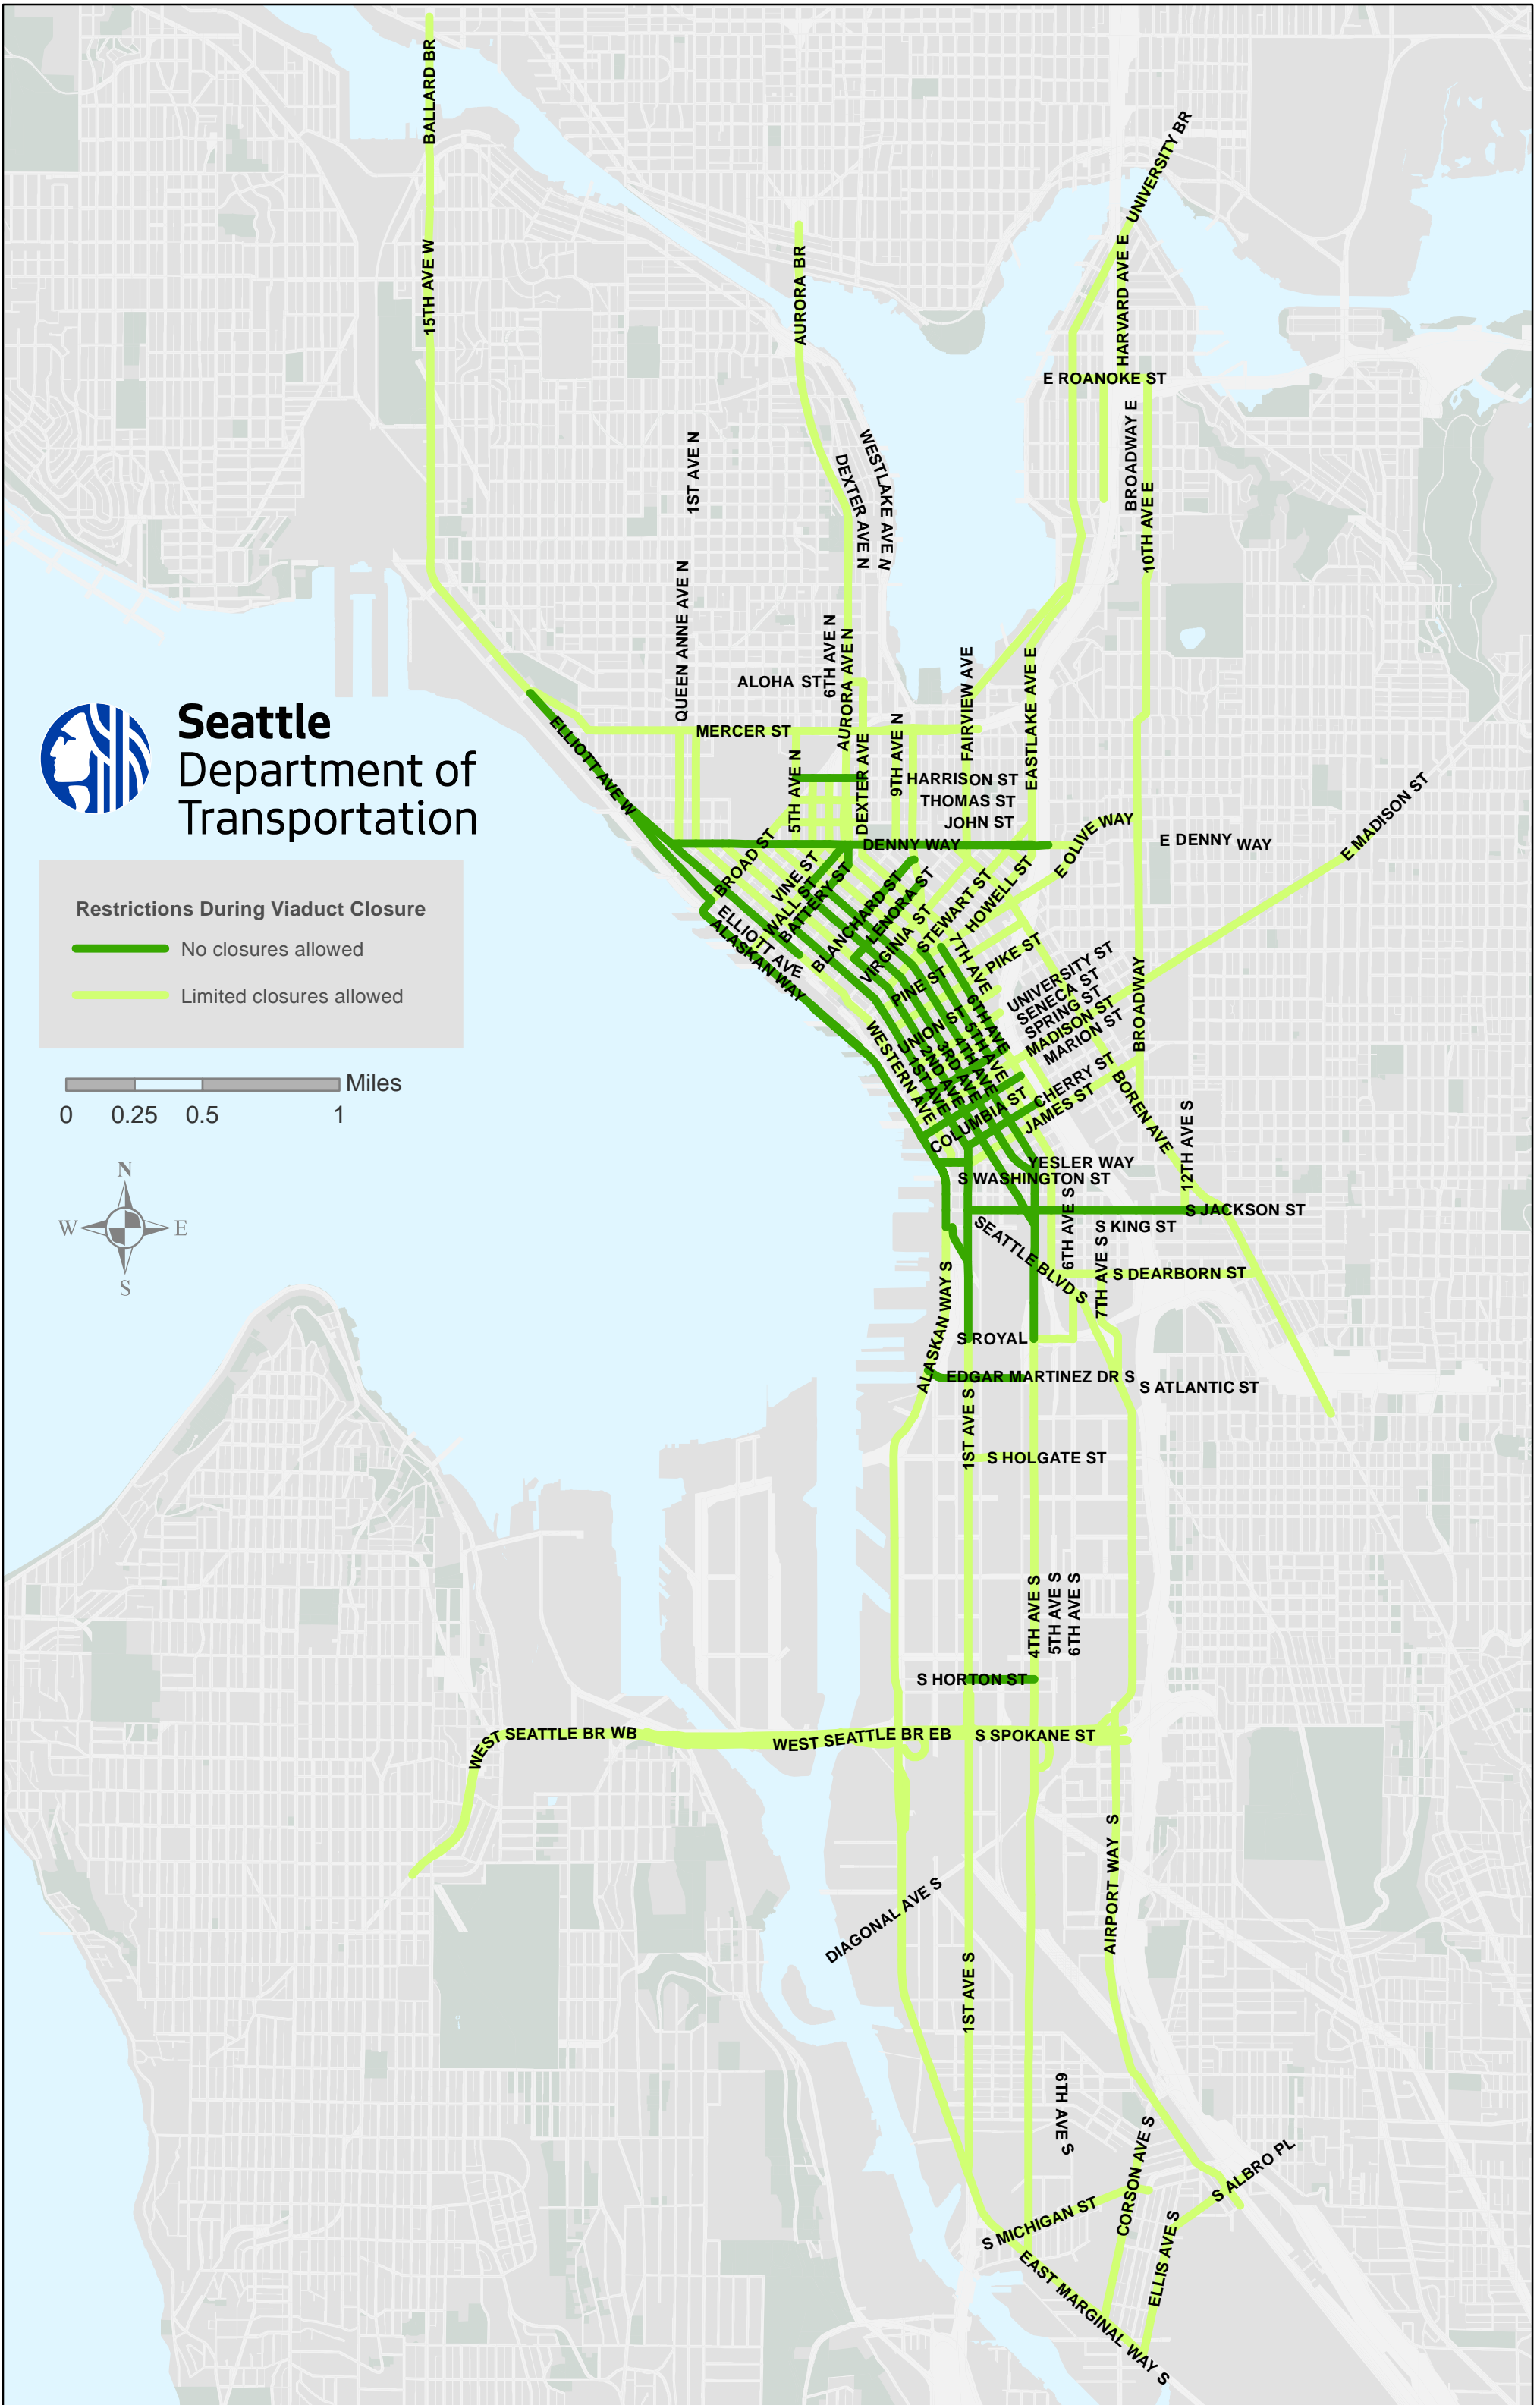 BALLARD BR
UNIVERSITY BR
15TH AVE W
AURORA BR
HARVARD AVE E
E ROANOKE ST
BROADWAY E
1ST AVE N
WESTLAKE AVE N
DEXTER AVE N
10TH AVE E
QUEEN ANNE AVE N
6TH AVE N
AURORA AVE N
ALOHA ST
FAIRVIEW AVE
EASTLAKE AVE E
MERCER ST
9TH AVE N
DEXTER AVE
5TH AVE N
HARRISON ST
THOMAS ST
JOHN ST
ELLIOTT AVE W
DENNY WAY
E OLIVE WAY
E DENNY WAY
E MADISON ST
Seattle
Department of
Transportation
BROAD ST
VINE ST
WALL ST
BATTERY ST
BLANCHARD ST
LENORA ST
VIRGINIA ST
STEWART ST
HOWELL ST
ELLIOTT AVE
ALASKAN WAY
7TH AVE
PIKE ST
PINE ST
UNIVERSITY ST
SENECA ST
SPRING ST
MADISON ST
MARION ST
UNION ST
6TH AVE
5TH AVE
4TH AVE
3RD AVE
2ND AVE
1ST AVE
WESTERN AVE
BROADWAY
CHERRY ST
COLUMBIA ST
JAMES ST
BOREN AVE
12TH AVE S
Restrictions During Viaduct Closure
No closures allowed
Limited closures allowed
Miles
0 0.25 0.5 1
N
W E
S
YESLER WAY
S WASHINGTON ST
6TH AVE S
S JACKSON ST
S KING ST
SEATTLE BLVD S
7TH AVE S
S DEARBORN ST
ALASKAN WAY S
S ROYAL
EDGAR MARTINEZ DR S
S ATLANTIC ST
1ST AVE S
S HOLGATE ST
4TH AVE S
5TH AVE S
6TH AVE S
S HORTON ST
WEST SEATTLE BR WB
WEST SEATTLE BR EB
S SPOKANE ST
AIRPORT WAY S
DIAGONAL AVE S
1ST AVE S
6TH AVE S
CORSON AVE S
S ALBRO PL
S MICHIGAN ST
ELLIS AVE S
EAST MARGINAL WAY S